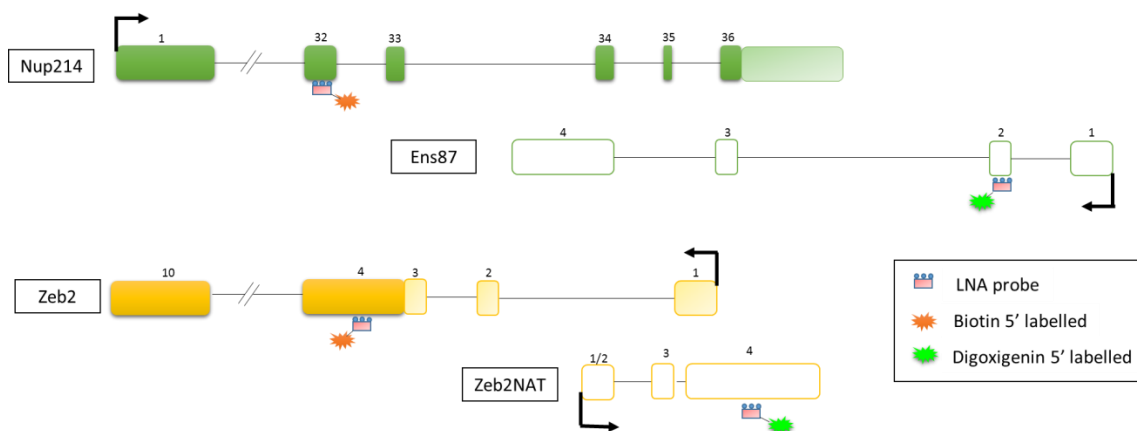 1 32 33 34 35 36
Nup214
4 3 2 1
Ens87
10 4 3 2 1
Zeb2
LNA probe
Biotin 5' labelled
Digoxigenin 5' labelled
1/2 3 4
Zeb2NAT